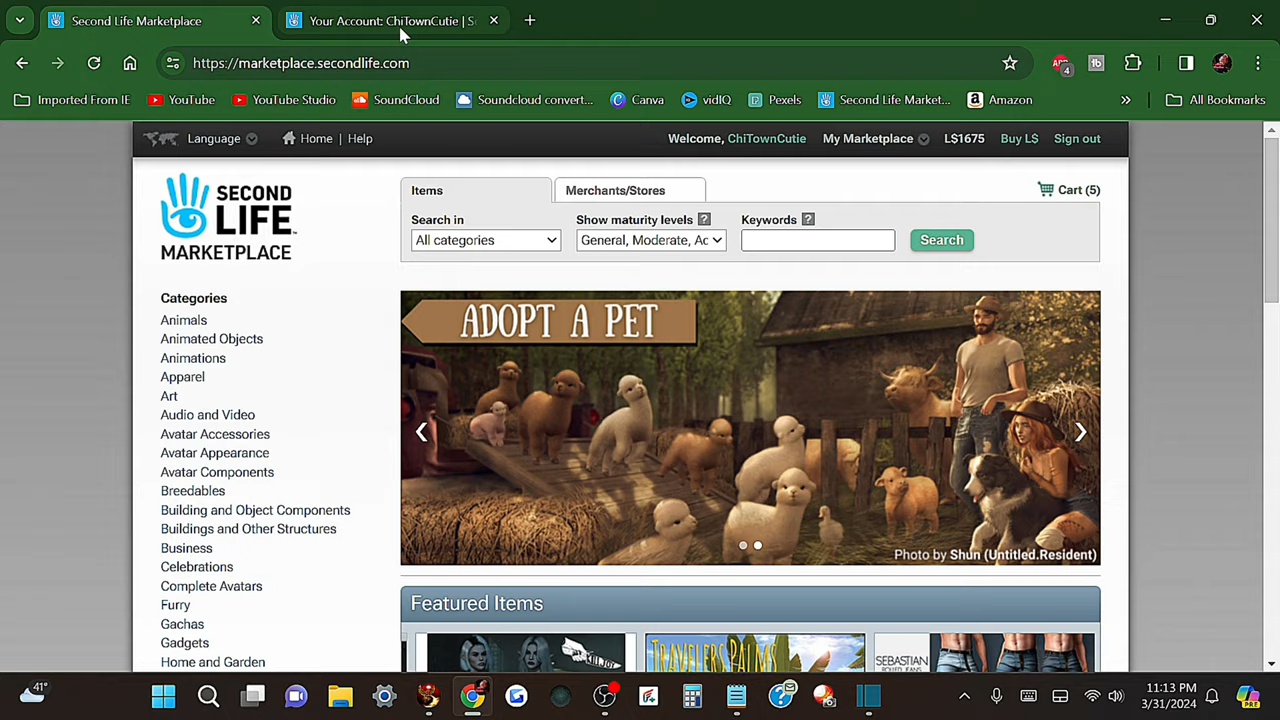 Second Life Marketplace
Your Account: ChiTownCutie | S
https://marketplace.secondlife.com
4
Imported From IE
YouTube
YouTube Studio
SoundCloud
Soundcloud convert...
Canva
vidIQ
Pexels
Second Life Market...
Amazon
»
All Bookmarks
Language
Home | Help
Welcome, ChiTownCutie
My Marketplace
L$1675
Buy L$
Sign out
SECOND
LIFE™
MARKETPLACE
Items
Merchants/Stores
Cart (5)
Search in
Show maturity levels ?
Keywords ?
All categories
General, Moderate, Ac
Search
Categories
Animals
Animated Objects
Animations
Apparel
Art
Audio and Video
Avatar Accessories
Avatar Appearance
Avatar Components
Breedables
Building and Object Components
Buildings and Other Structures
Business
Celebrations
Complete Avatars
Furry
Gachas
Gadgets
Home and Garden
ADOPT A PET
Photo by Shun (Untitled.Resident)
Featured Items
TRAVELERS PALMS
SEBASTIAN
41°
11:13 PM
3/31/2024
PRE